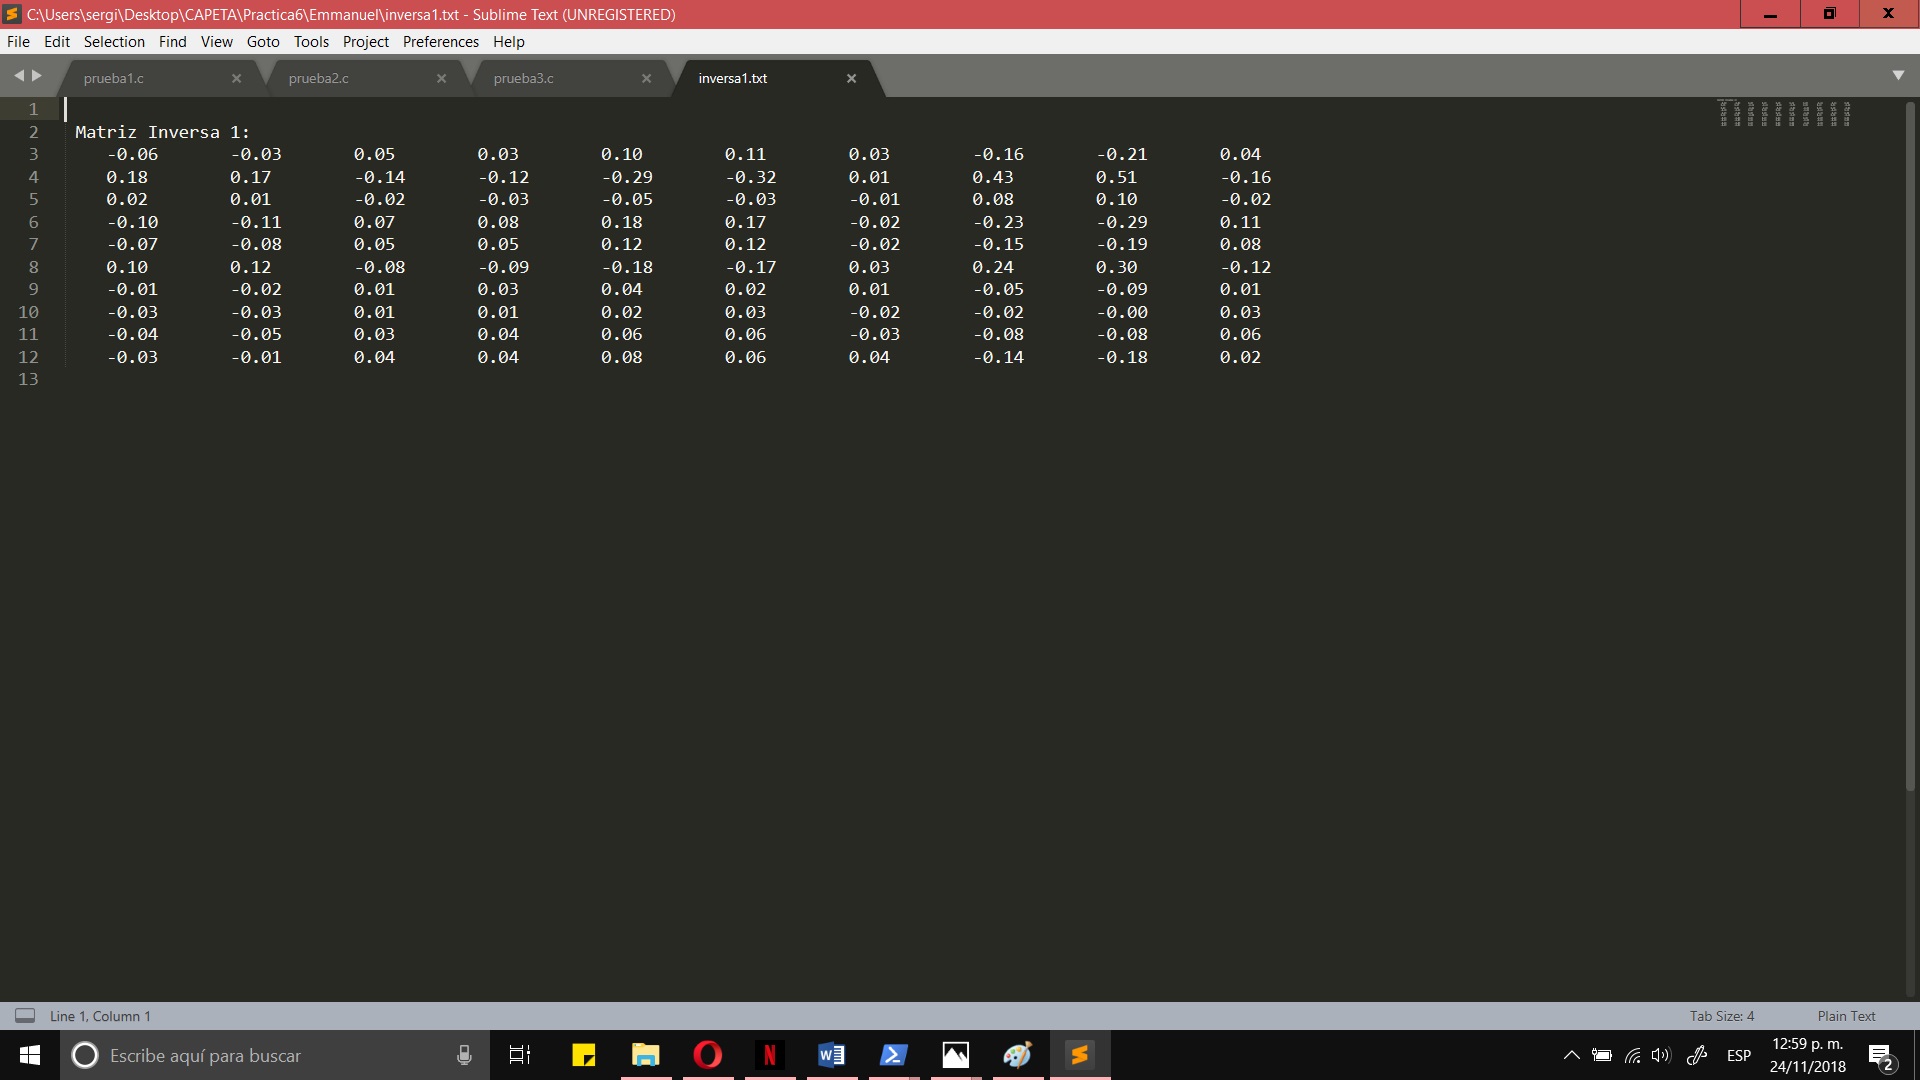 C:\Users\sergi\Desktop\CAPETA\Practica6\Emmanuel\inversa1.txt - Sublime Text (UNREGISTERED)
File Edit Selection Find View Goto Tools Project Preferences Help
prueba1.c prueba2.c prueba3.c inversa1.txt
1
2 Matriz Inversa 1:
3 -0.06 -0.03 0.05 0.03 0.10 0.11 0.03 -0.16 -0.21 0.04
4 0.18 0.17 -0.14 -0.12 -0.29 -0.32 0.01 0.43 0.51 -0.16
5 0.02 0.01 -0.02 -0.03 -0.05 -0.03 -0.01 0.08 0.10 -0.02
6 -0.10 -0.11 0.07 0.08 0.18 0.17 -0.02 -0.23 -0.29 0.11
7 -0.07 -0.08 0.05 0.05 0.12 0.12 -0.02 -0.15 -0.19 0.08
8 0.10 0.12 -0.08 -0.09 -0.18 -0.17 0.03 0.24 0.30 -0.12
9 -0.01 -0.02 0.01 0.03 0.04 0.02 0.01 -0.05 -0.09 0.01
10 -0.03 -0.03 0.01 0.01 0.02 0.03 -0.02 -0.02 -0.00 0.03
11 -0.04 -0.05 0.03 0.04 0.06 0.06 -0.03 -0.08 -0.08 0.06
12 -0.03 -0.01 0.04 0.04 0.08 0.06 0.04 -0.14 -0.18 0.02
13
Line 1, Column 1 Tab Size: 4 Plain Text
Escribe aquí para buscar
ESP
12:59 p. m.
24/11/2018
2